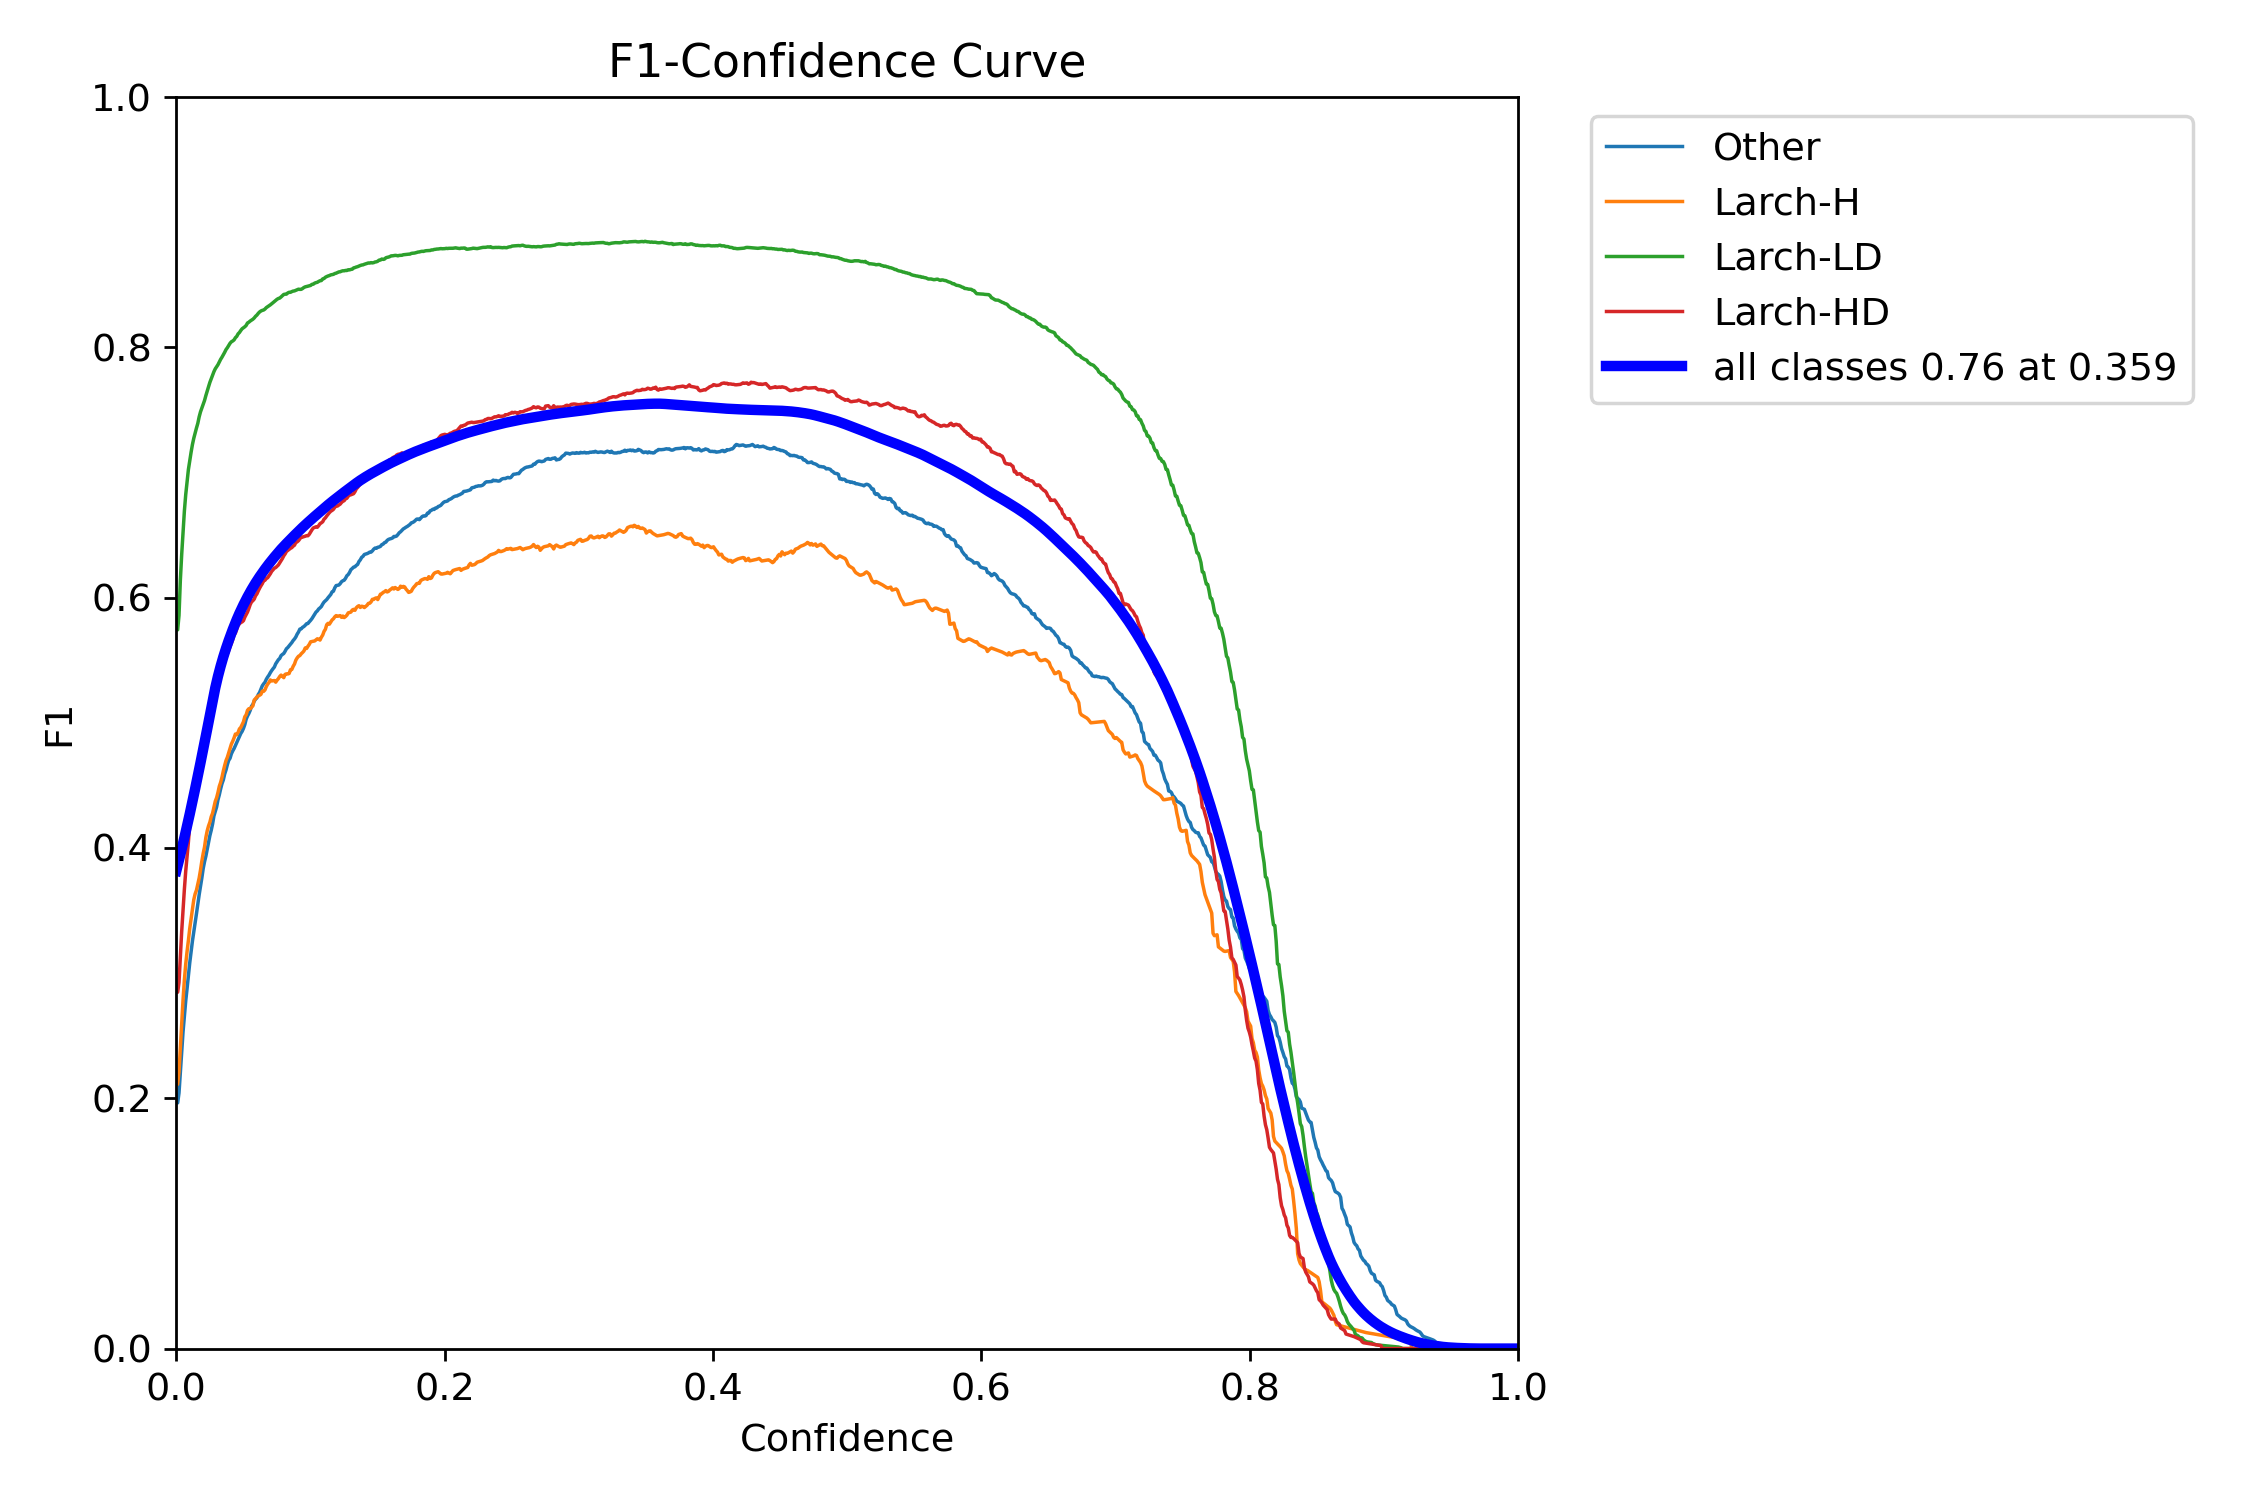 F1-Confidence Curve
1.0
0.8
0.6
0.4
0.2
0.0
F1
0.0 0.2 0.4 0.6 0.8 1.0
Confidence
Other
Larch-H
Larch-LD
Larch-HD
all classes 0.76 at 0.359